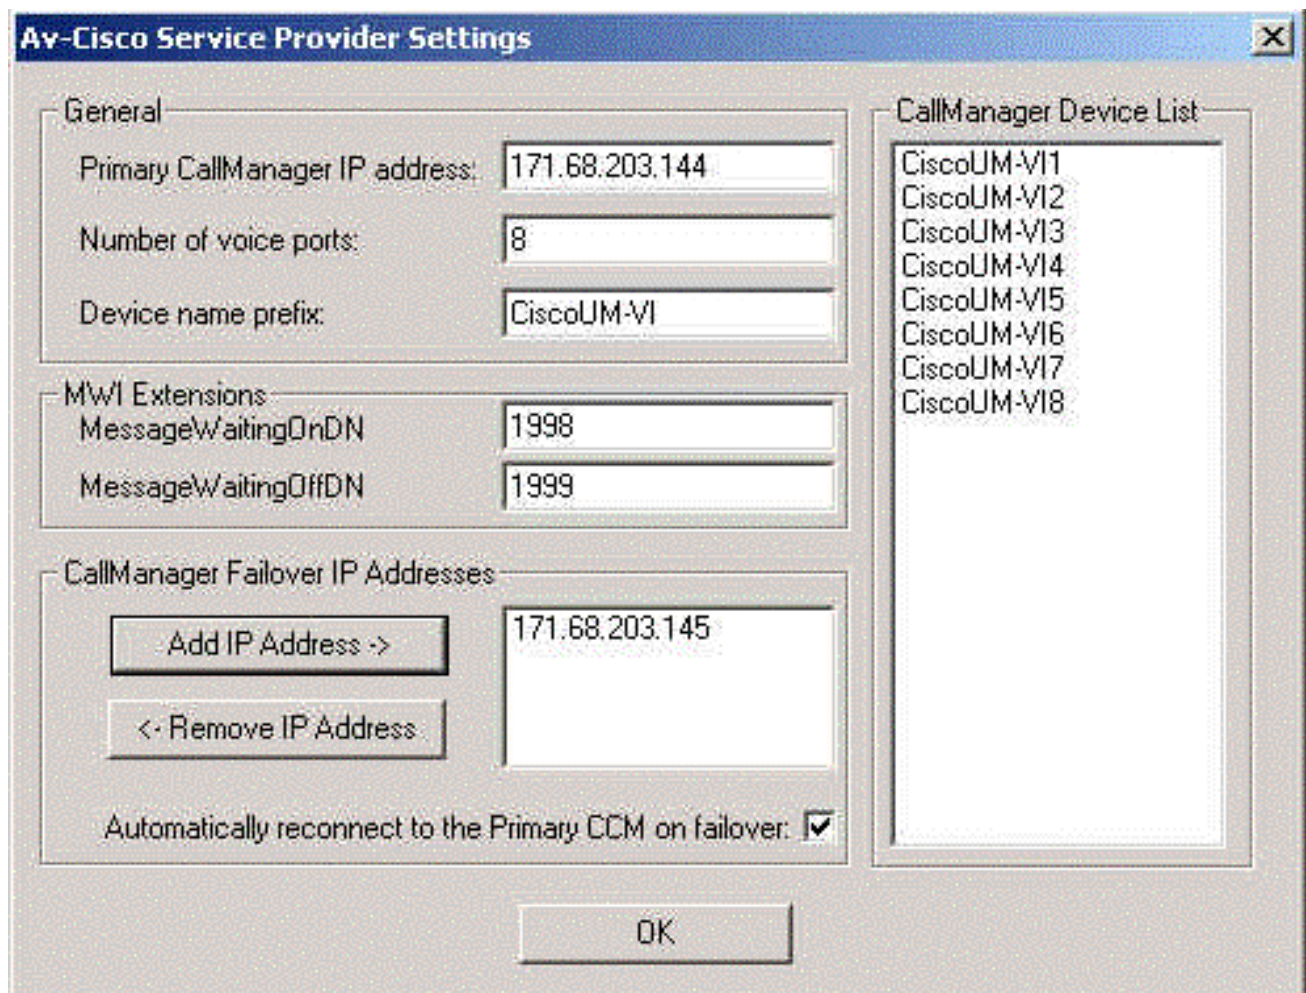 Av-Cisco Service Provider Settings
General
Primary CallManager IP address:
171.68.203.144
Number of voice ports:
8
Device name prefix:
CiscoUM-VI
MWI Extensions
MessageWaitingOnDN
1998
MessageWaitingOffDN
1999
CallManager Failover IP Addresses
Add IP Address ->
171.68.203.145
<- Remove IP Address
Automatically reconnect to the Primary CCM on failover:
CallManager Device List
CiscoUM-VI1
CiscoUM-VI2
CiscoUM-VI3
CiscoUM-VI4
CiscoUM-VI5
CiscoUM-VI6
CiscoUM-VI7
CiscoUM-VI8
OK